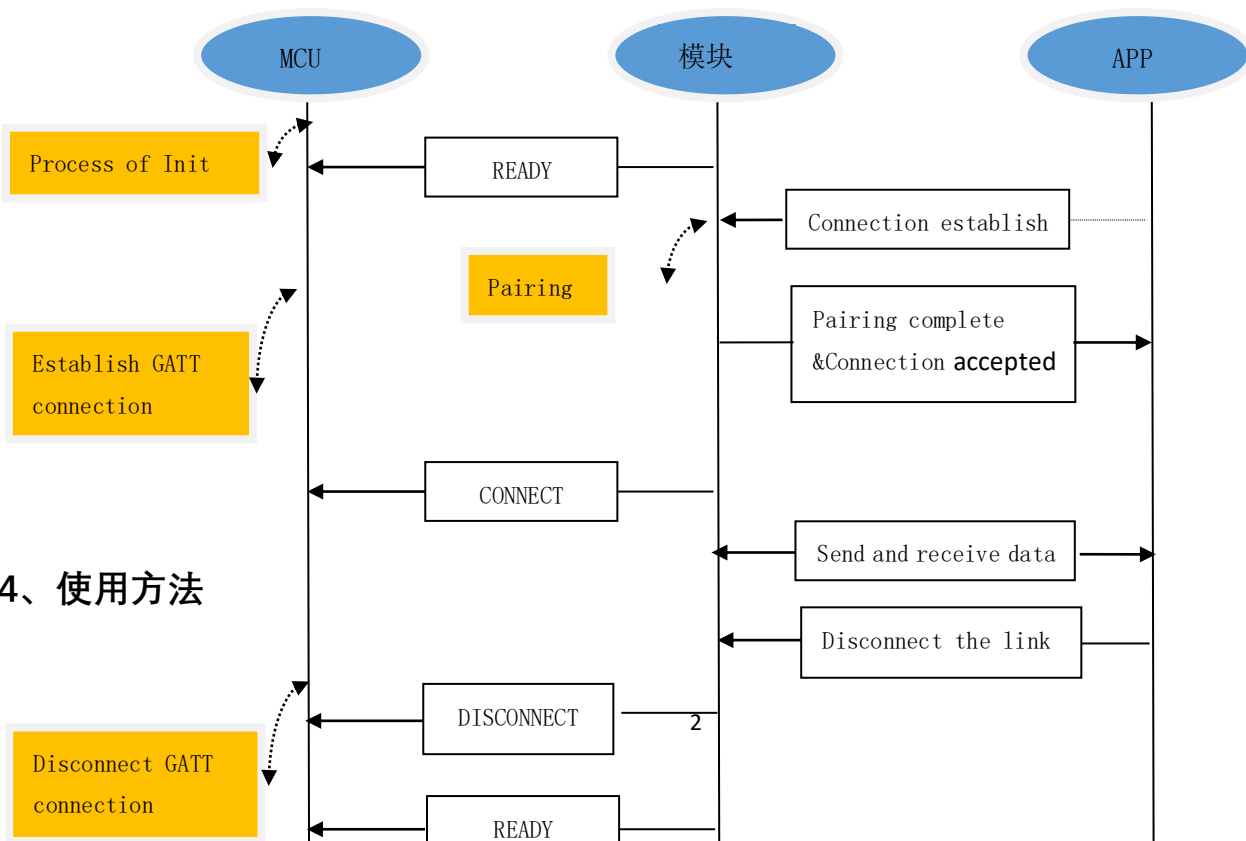 MCU
模块
APP
Process of Init
READY
Connection establish
Pairing
Pairing complete
&Connection accepted
Establish GATT
connection
CONNECT
Send and receive data
4、使用方法
Disconnect the link
DISCONNECT
2
Disconnect GATT
connection
READY